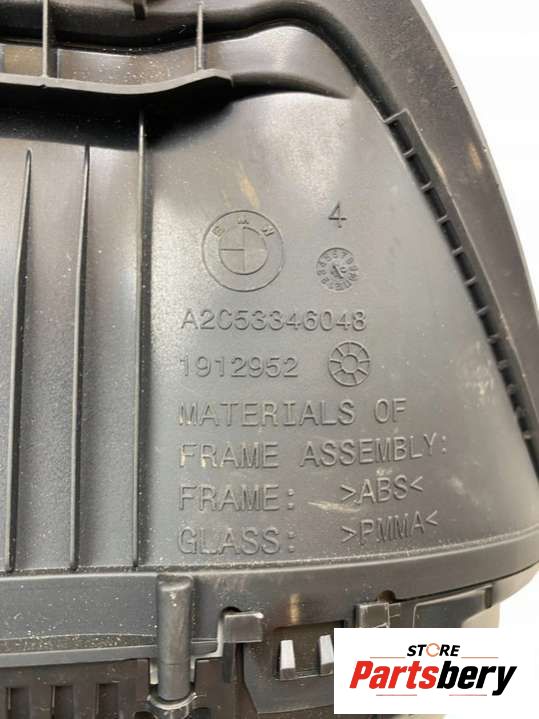 BMW
4
A2C53346048
1912952
MATERIALS OF
FRAME ASSEMBLY:
FRAME: >ABS<
GLASS: >PMMA<
STORE
Partsbery